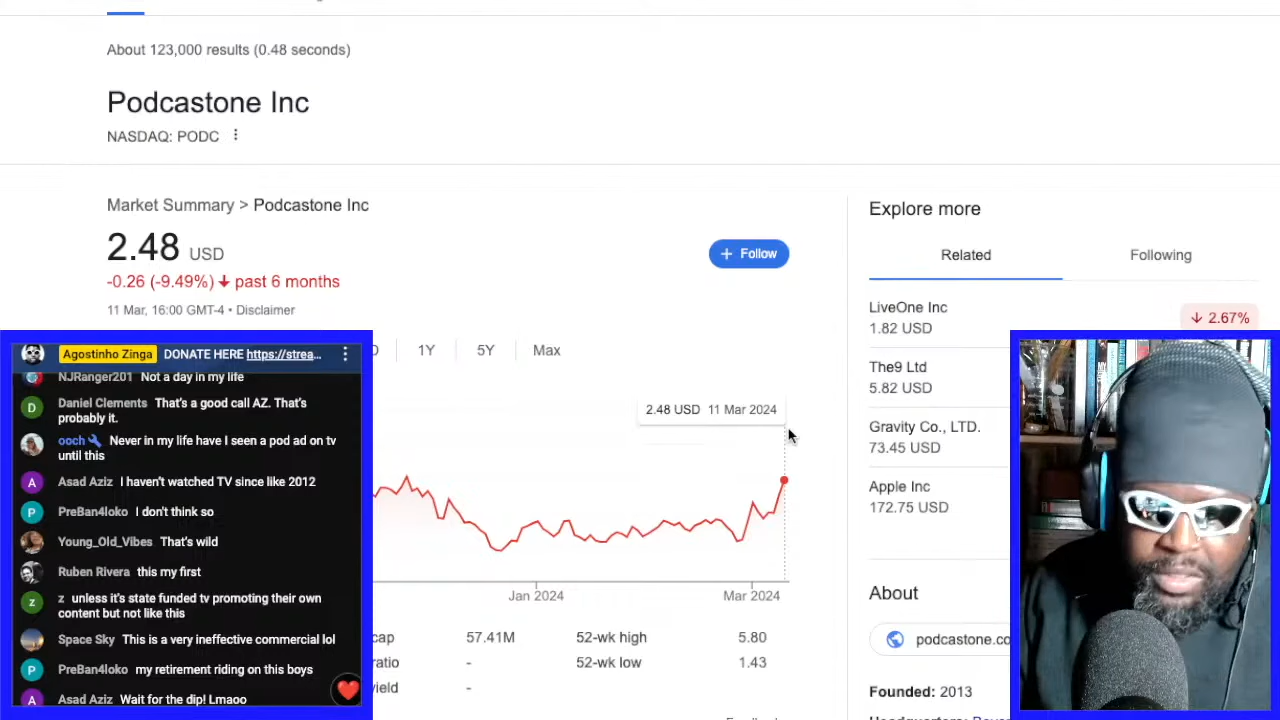 About 123,000 results (0.48 seconds)
Podcastone Inc
NASDAQ: PODC
Market Summary > Podcastone Inc
2.48 USD
-0.26 (-9.49%) past 6 months
11 Mar, 16:00 GMT-4 • Disclaimer
+ Follow
1Y
5Y
Max
2.48 USD 11 Mar 2024
Jan 2024
Mar 2024
cap 57.41M 52-wk high 5.80
ratio - 52-wk low 1.43
yield -
Explore more
Related Following
LiveOne Inc
1.82 USD
2.67%
The9 Ltd
5.82 USD
Gravity Co., LTD.
73.45 USD
Apple Inc
172.75 USD
About
podcastone.co
Founded: 2013
Agostinho Zinga DONATE HERE https://strea...
NJRanger201 Not a day in my life
D
Daniel Clements That's a good call AZ. That's
probably it.
ooch Never in my life have I seen a pod ad on tv
until this
A
Asad Aziz I haven't watched TV since like 2012
P
PreBan4loko I don't think so
Young_Old_Vibes That's wild
Ruben Rivera this my first
z
z unless it's state funded tv promoting their own
content but not like this
Space Sky This is a very ineffective commercial lol
P
PreBan4loko my retirement riding on this boys
A
Asad Aziz Wait for the dip! Lmaoo